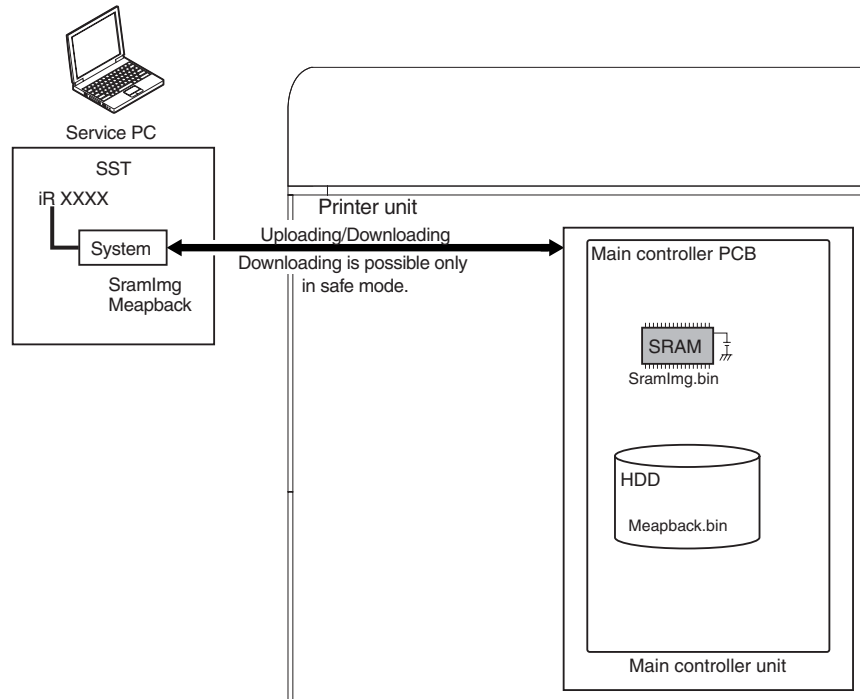 Service PC
SST
iR XXXX
System
SramImg
Meapback
Printer unit
Uploading/Downloading
Downloading is possible only
in safe mode.
Main controller PCB
SRAM
SramImg.bin
HDD
Meapback.bin
Main controller unit